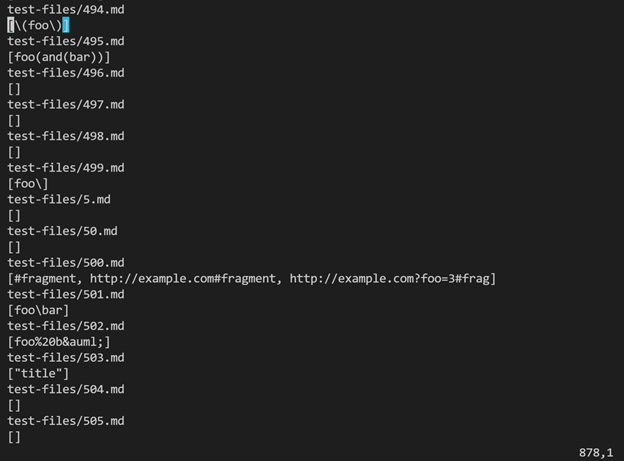 test-files/494.md
[\(foo\)]
test-files/495.md
[foo(and(bar))]
test-files/496.md
[]
test-files/497.md
[]
test-files/498.md
[]
test-files/499.md
[foo\]
test-files/5.md
[]
test-files/50.md
[]
test-files/500.md
[#fragment, http://example.com#fragment, http://example.com?foo=3#frag]
test-files/501.md
[foo\bar]
test-files/502.md
[foo%20b&auml;]
test-files/503.md
["title"]
test-files/504.md
[]
test-files/505.md
[]
878,1